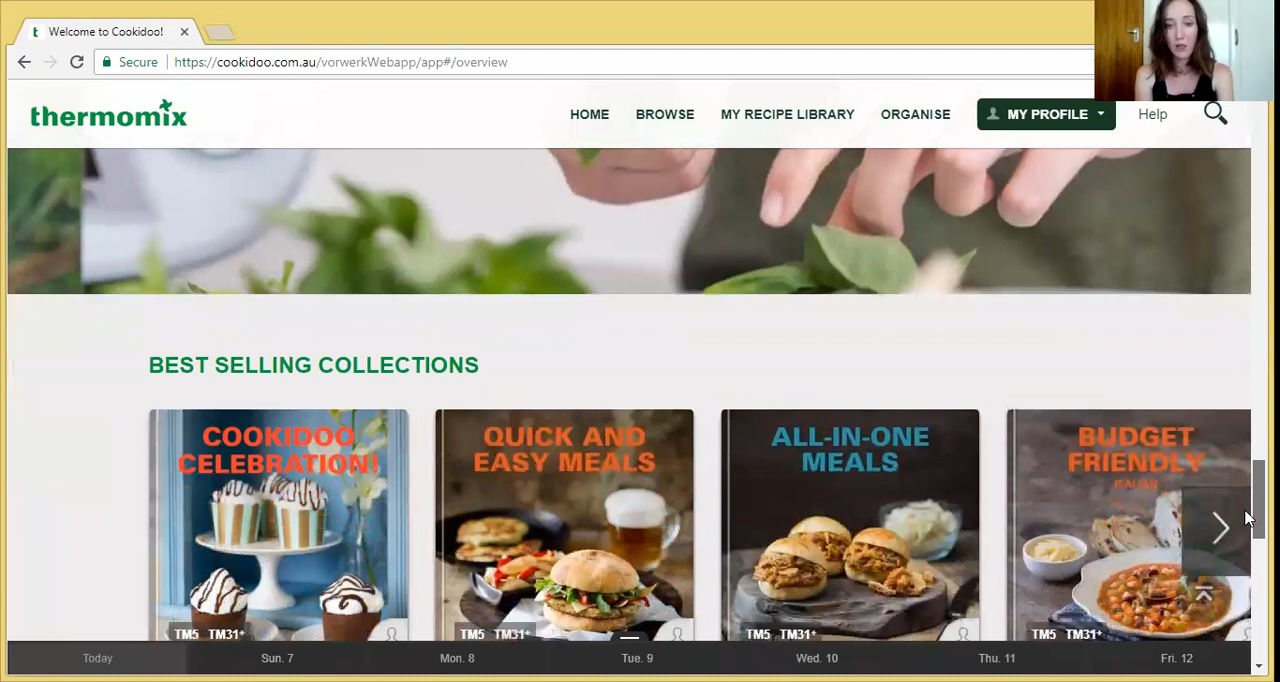 Welcome to Cookidoo!
Secure
https://cookidoo.com.au/vorwerkWebapp/app#/overview
thermomix
HOME
BROWSE
MY RECIPE LIBRARY
ORGANISE
MY PROFILE
Help
BEST SELLING COLLECTIONS
COOKIDOO
CELEBRATION!
TM5 TM31+
QUICK AND
EASY MEALS
TM5 TM31+
ALL-IN-ONE
MEALS
TM5 TM31+
BUDGET
FRIENDLY
ITALIAN
TM5 TM31+
Today
Sun. 7
Mon. 8
Tue. 9
Wed. 10
Thu. 11
Fri. 12